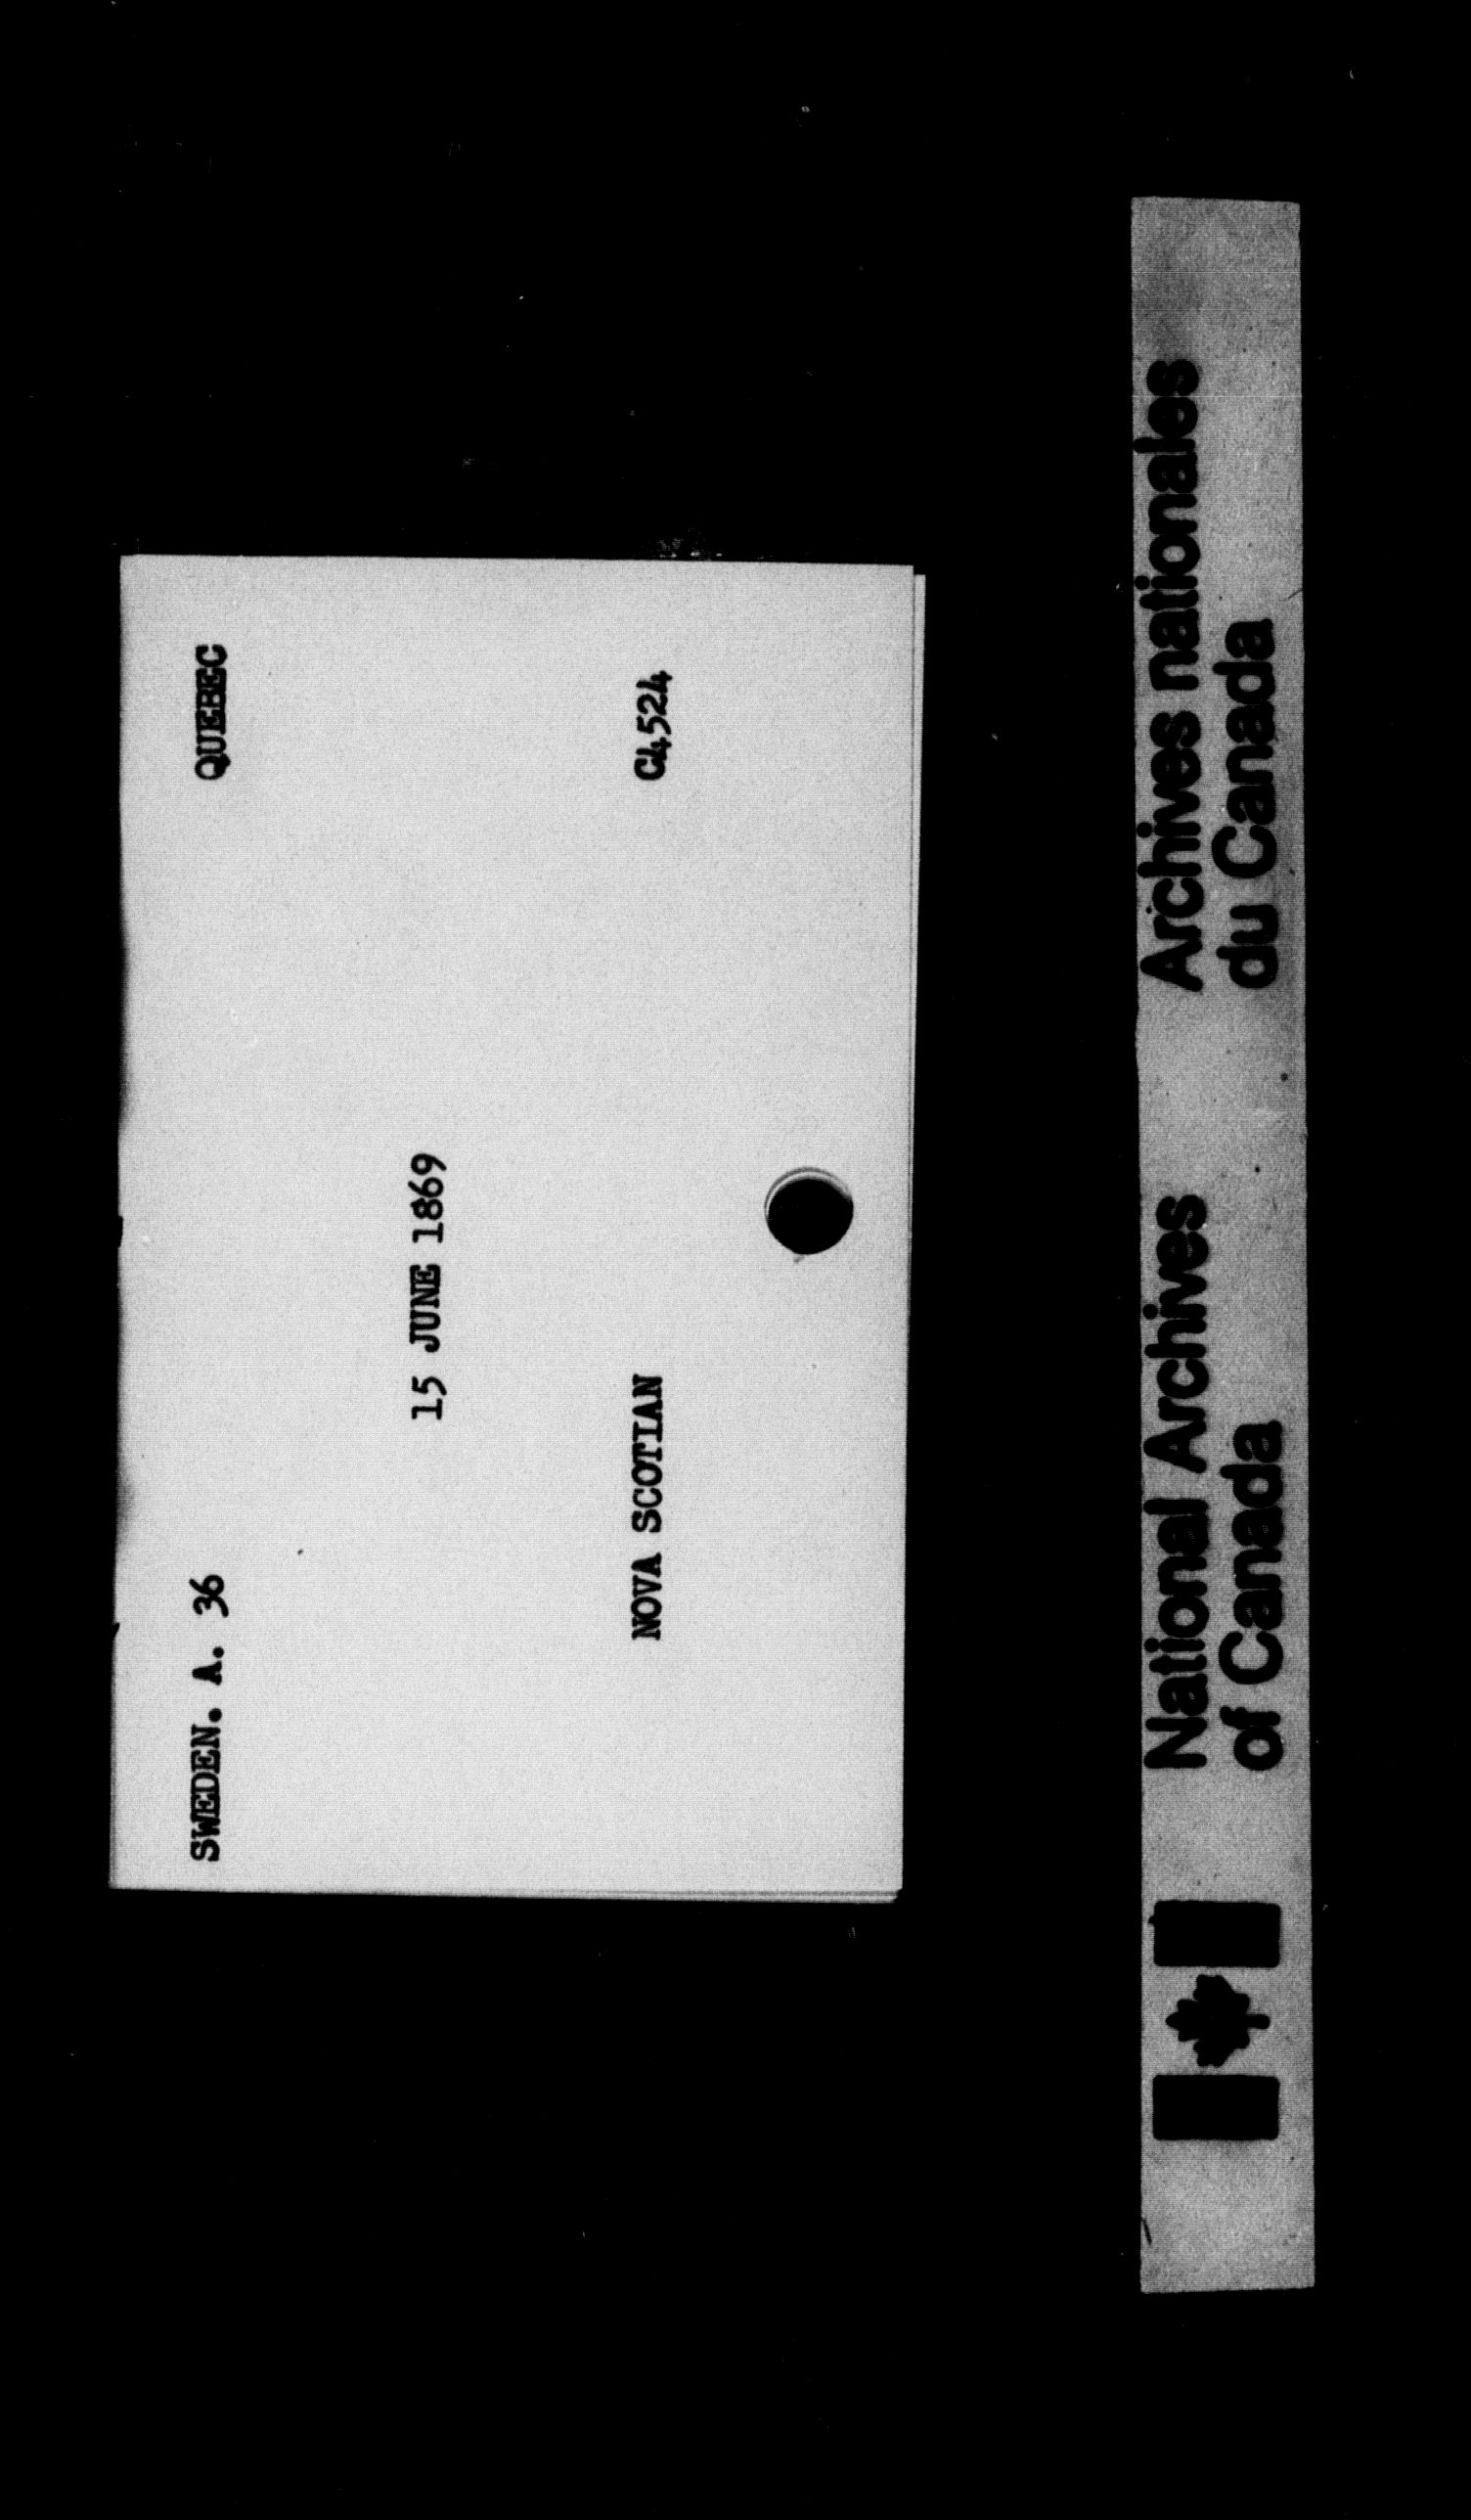 SWEDEN. A. 36 QUEBEC
15 JUNE 1869
NOVA SCOTIAN C4524
National Archives
of Canada
Archives nationales
du Canada